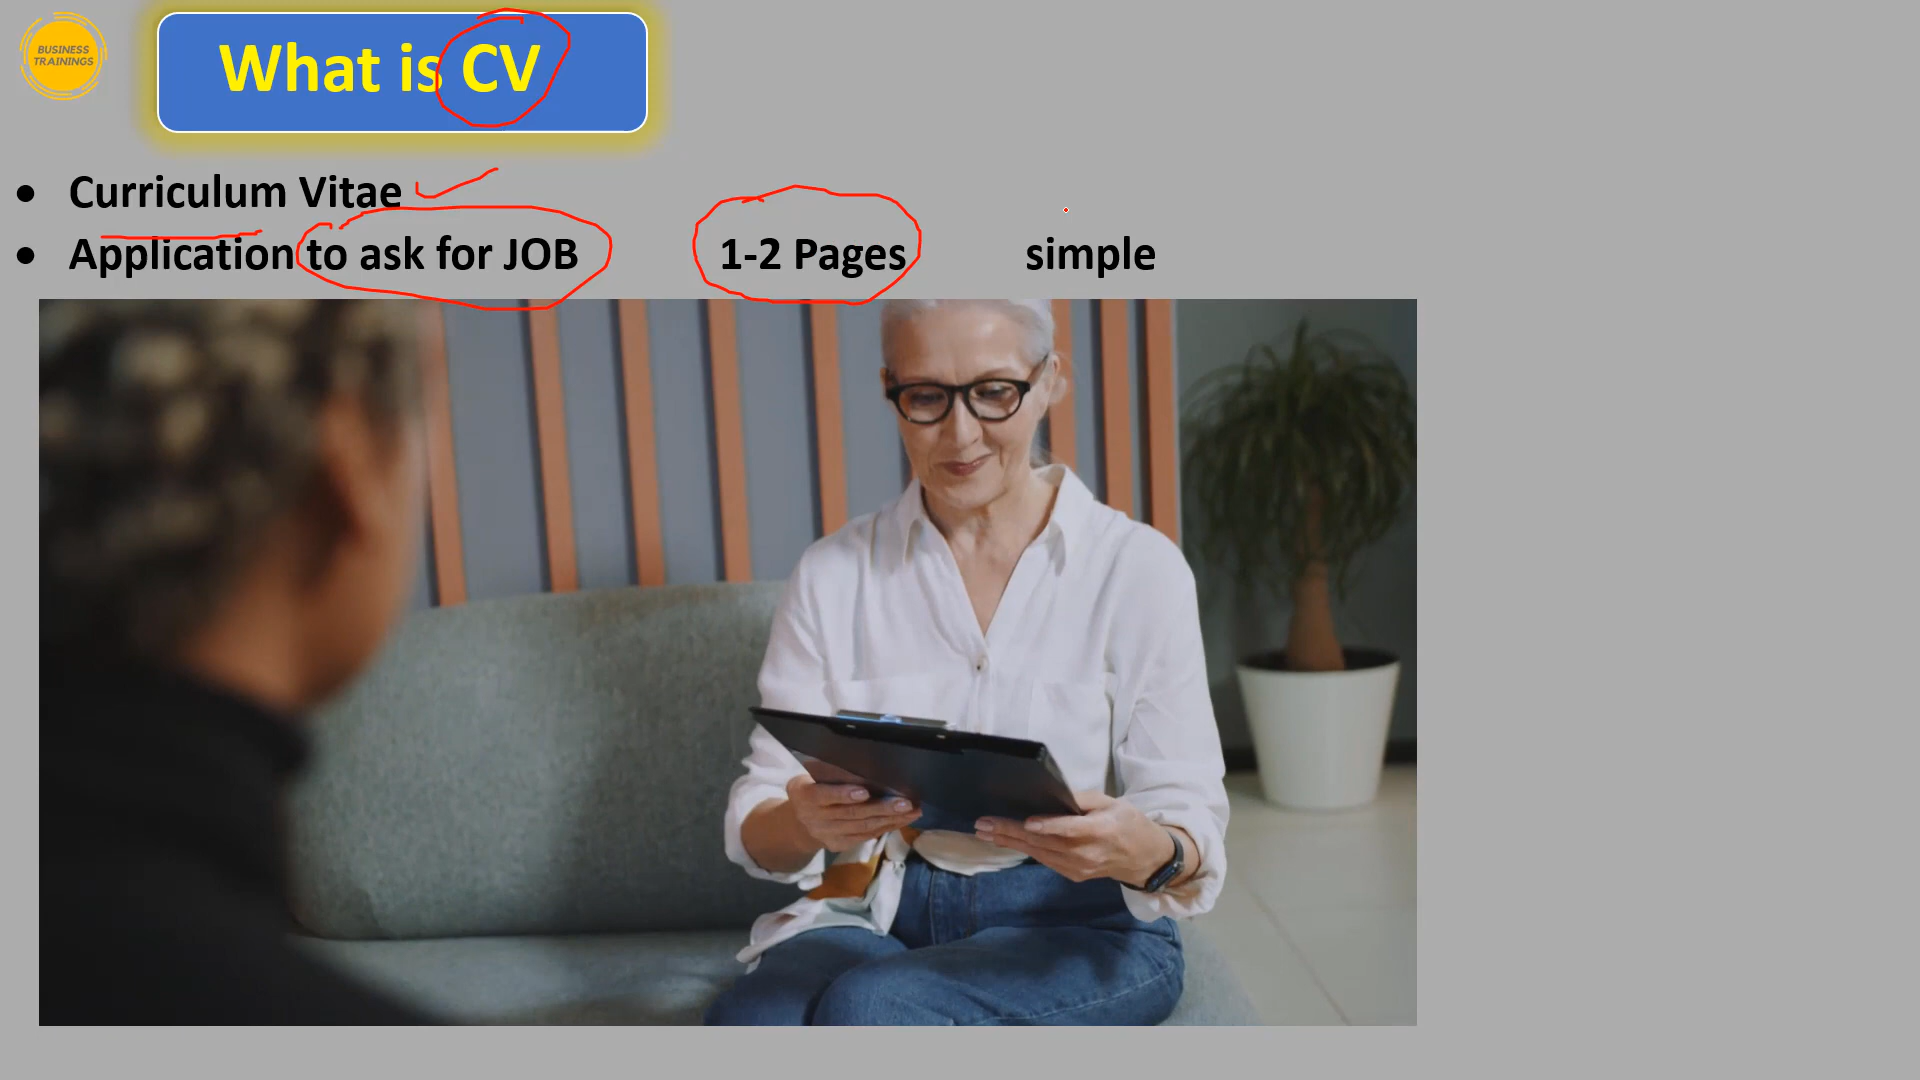 BUSINESS
TRAININGS
What is CV
• Curriculum Vitae
• Application to ask for JOB 1-2 Pages simple